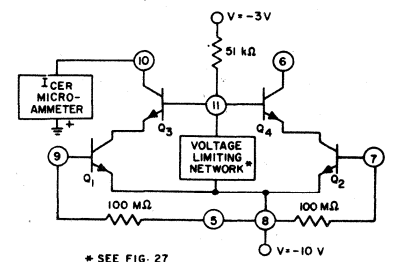 V=-3V
51 kΩ
10
6
ICER
MICRO-
AMMETER
+
Q3
11
Q4
9
Q1
VOLTAGE
LIMITING
NETWORK*
7
Q2
100 MΩ
5
8
100 MΩ
V=-10 V
* SEE FIG. 27